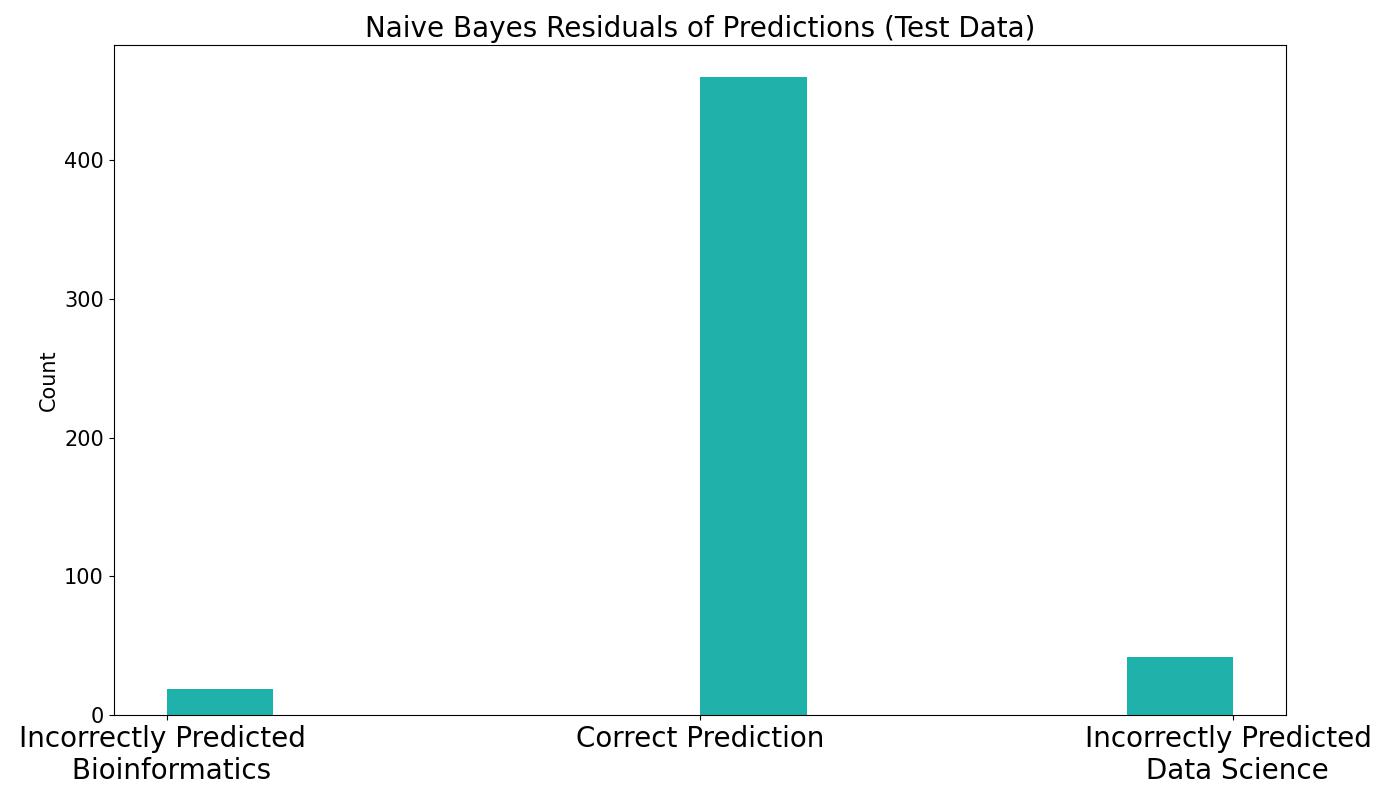 Naive Bayes Residuals of Predictions (Test Data)
400
300
200
100
0
Count
Incorrectly Predicted
Bioinformatics
Correct Prediction
Incorrectly Predicted
Data Science